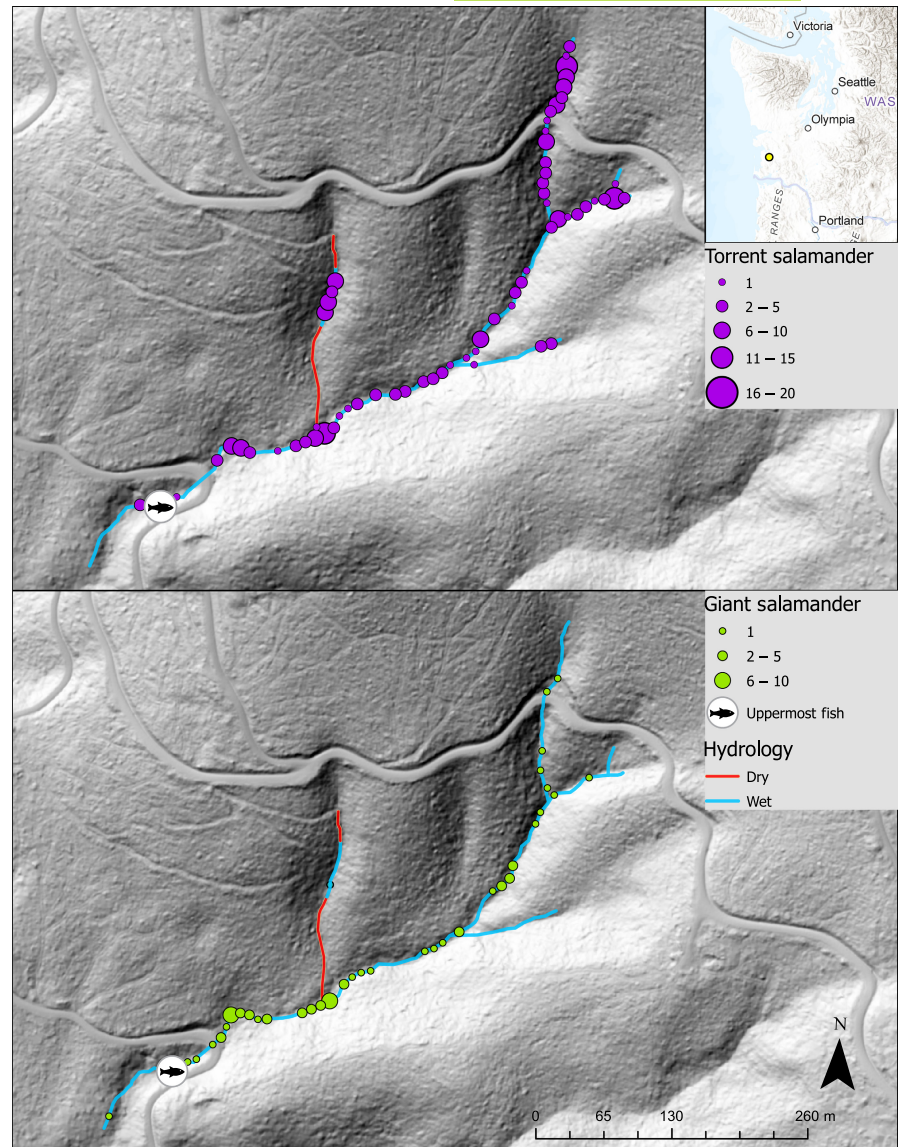 Victoria
Seattle
WAS
Olympia
RANGES
Portland
GE
Torrent salamander
1
2 – 5
6 – 10
11 – 15
16 – 20
Giant salamander
1
2 – 5
6 – 10
Uppermost fish
Hydrology
Dry
Wet
N
0 65 130 260 m